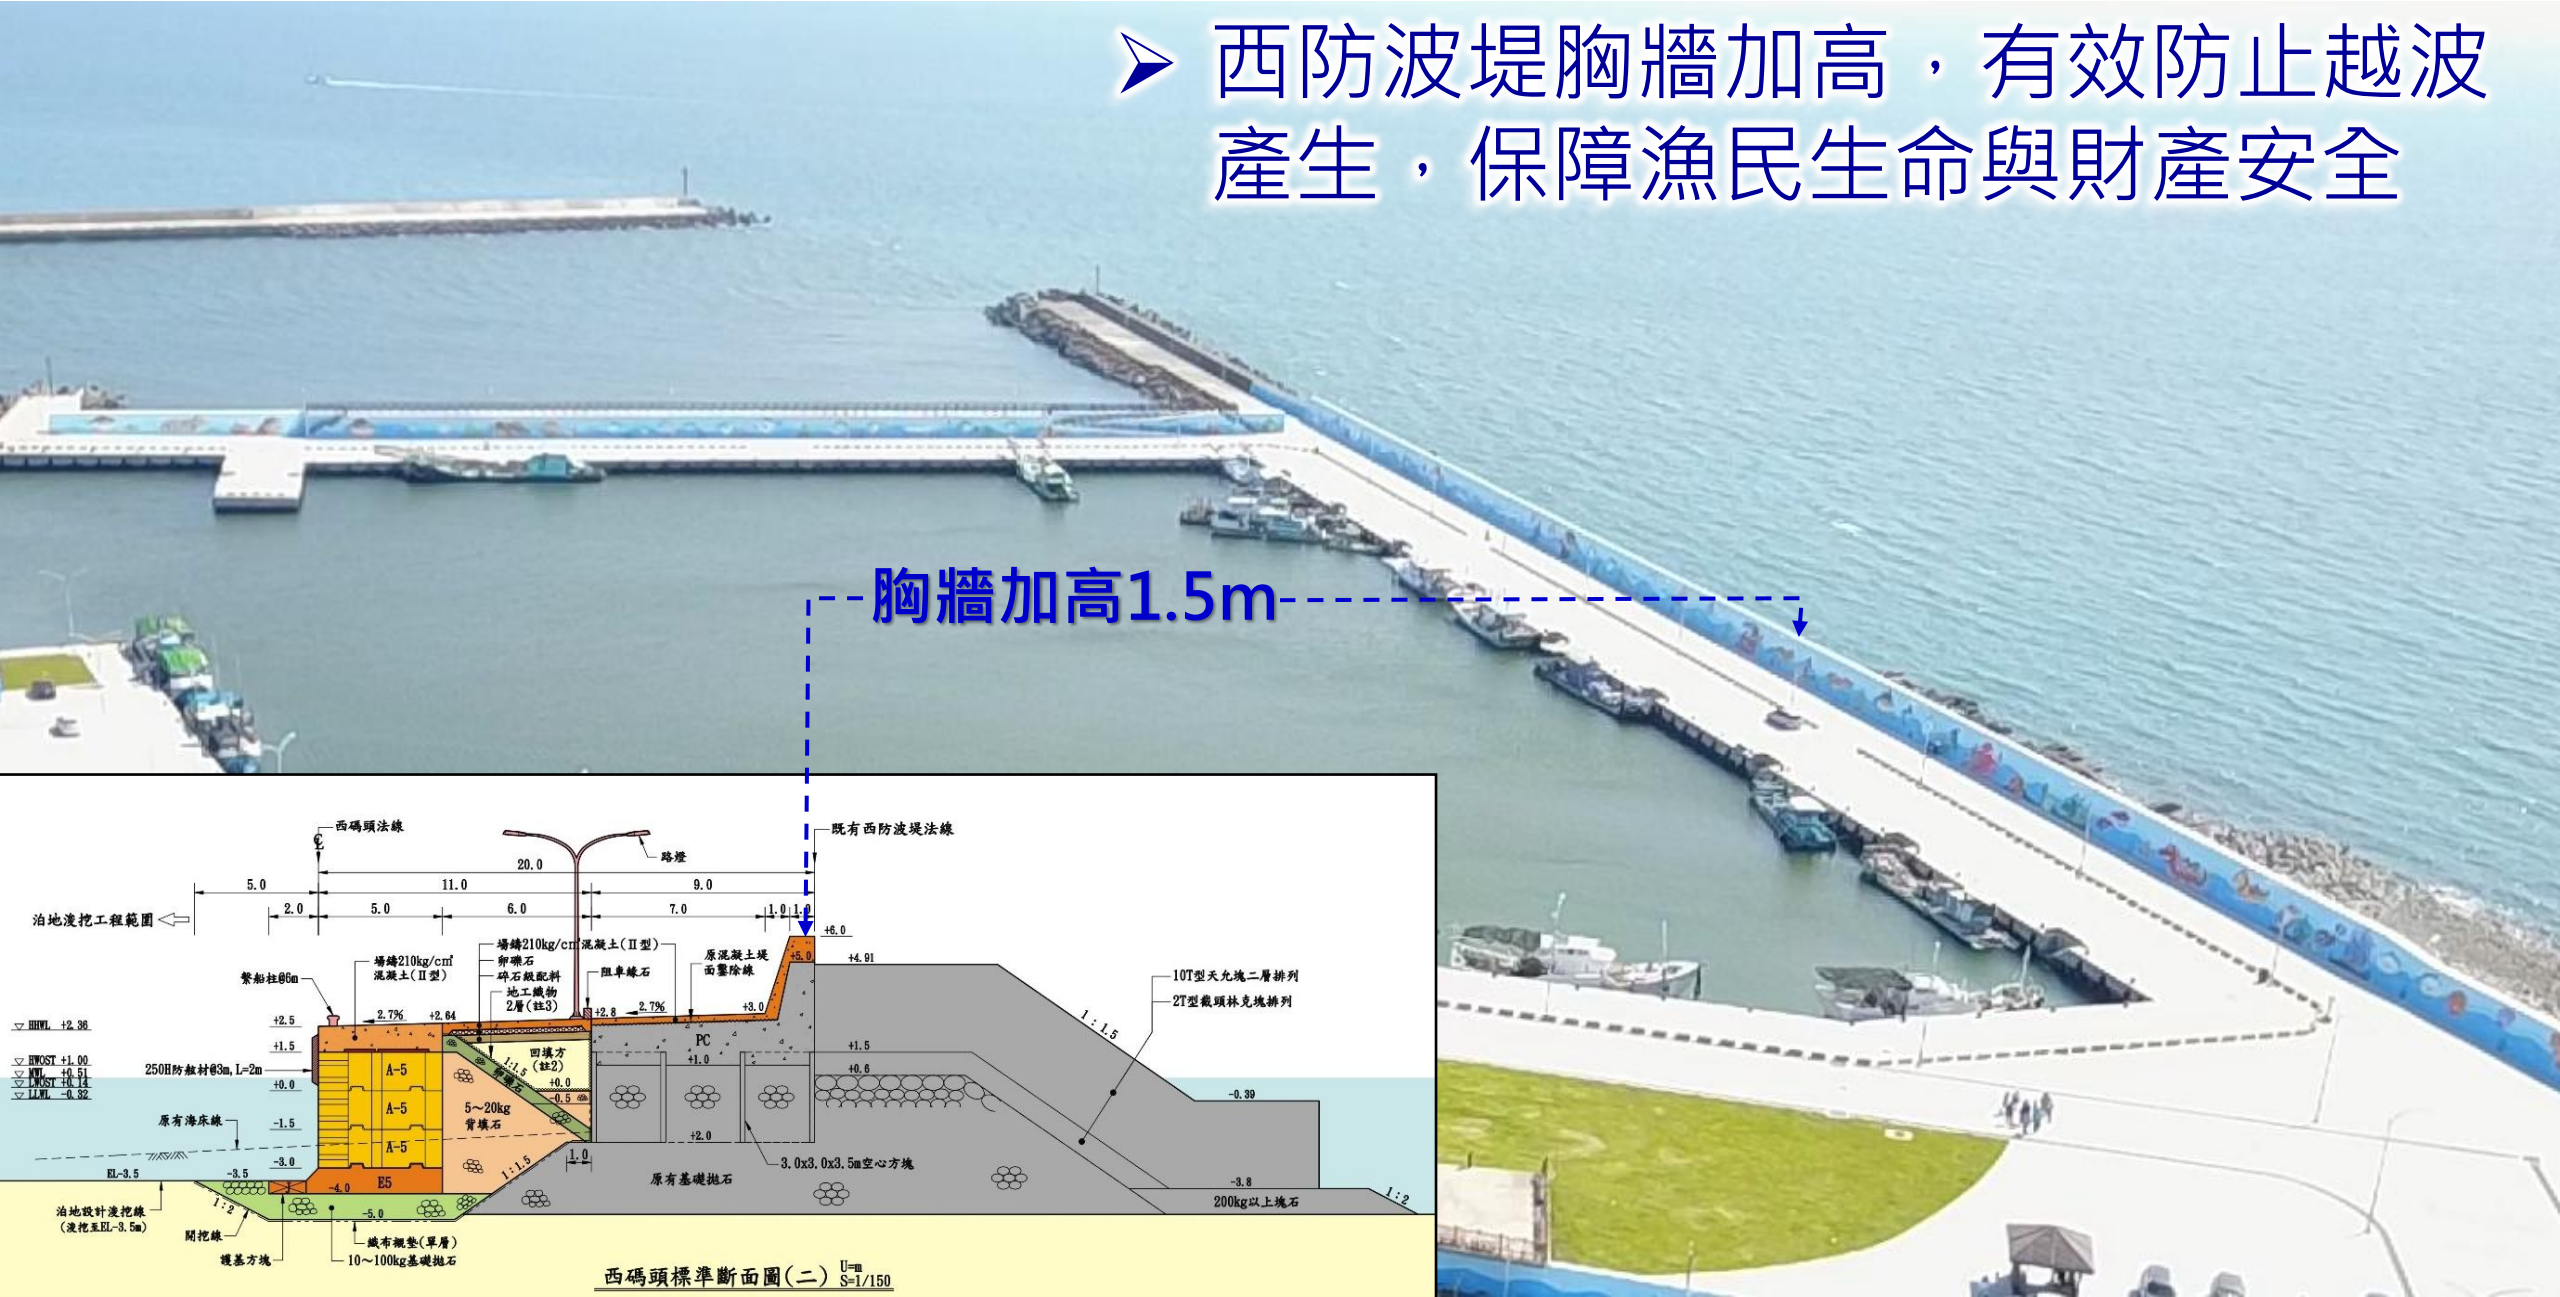 ➢ 西防波堤胸牆加高，有效防止越波
產生，保障漁民生命與財產安全
胸牆加高1.5m
西碼頭法線
既有西防波堤法線
路燈
20.0
5.0
11.0
9.0
2.0
5.0
6.0
7.0
1.0
1.0
泊地浚挖工程範圍
+6.0
場鑄210kg/c㎡混凝土(Ⅱ型)
卵礫石
碎石級配料
地工織物
2層(註3)
阻車緣石
原混凝土堤
面鑿除線
+5.0
+4.91
場鑄210kg/c㎡
混凝土(Ⅱ型)
繫船柱@6m
10T型天允塊二層排列
2T型截頭林克塊排列
+3.0
2.7%
+2.64
+2.8
2.7%
+2.5
1:1.5
HHWL +2.36
+1.5
PC
+1.0
+1.5
HWOST +1.00
MWL +0.51
LWOST +0.14
LLWL -0.32
250H防舷材@3m,L=2m
A-5
回填方
(註2)
1:1.5
卵礫石
+0.6
+0.0
+0.0
-0.39
-0.5
A-5
5～20kg
背填石
原有海床線
-1.5
+2.0
A-5
-3.0
1.0
1:1.5
3.0x3.0x3.5m空心方塊
EL-3.5
-3.5
-4.0
E5
原有基礎拋石
-3.8
200kg以上塊石
1:2
1:2
-5.0
泊地設計浚挖線
(浚挖至EL-3.5m)
開挖線
護基方塊
織布襯墊(單層)
10～100kg基礎拋石
西碼頭標準斷面圖(二) U=m
S=1/150